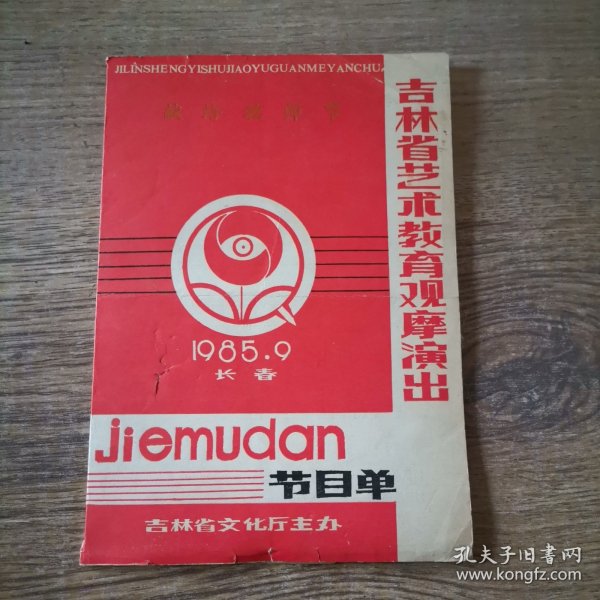 JILINSHENGYISHUJIAOYUGUANMEYANCHU
吉林省艺术教育观摩演出
1985.9
长春
jiemudan
节目单
吉林省文化厅主办
孔夫子旧书网
www.kongfz.com